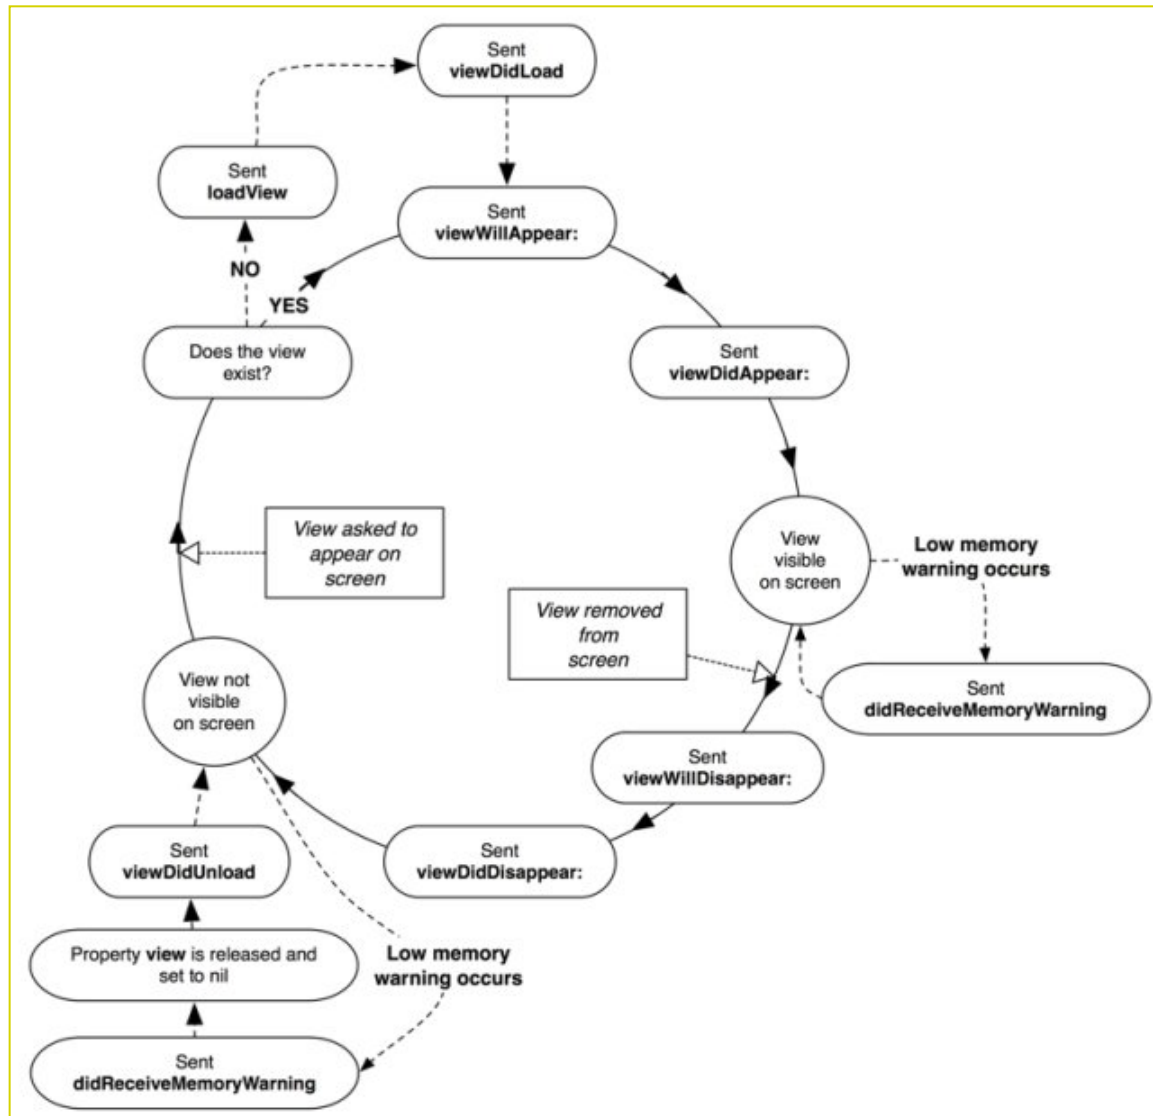 Sent
viewDidLoad
Sent
loadView
Sent
viewWillAppear:
NO
YES
Does the view
exist?
Sent
viewDidAppear:
View asked to
appear on
screen
View
visible
on screen
Low memory
warning occurs
View removed
from
screen
Sent
didReceiveMemoryWarning
View not
visible
on screen
Sent
viewWillDisappear:
Sent
viewDidDisappear:
Sent
viewDidUnload
Property view is released and
set to nil
Low memory
warning occurs
Sent
didReceiveMemoryWarning